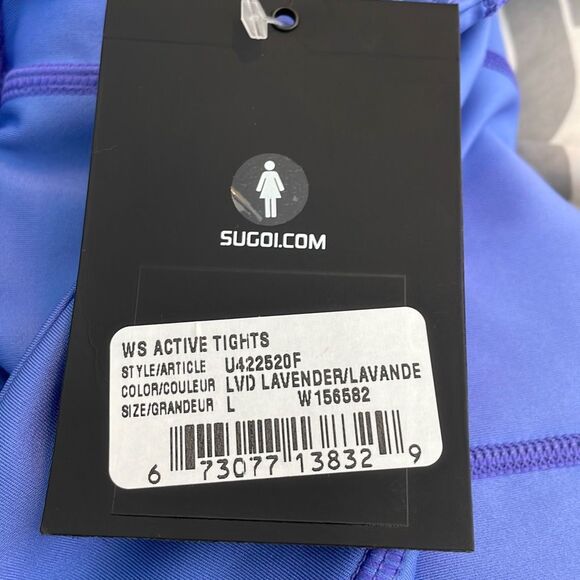 SUGOI.COM
WS ACTIVE TIGHTS
STYLE/ARTICLE U422520F
COLOR/COULEUR LVD LAVENDER/LAVANDE
SIZE/GRANDEUR L W156582
6 73077 13832 9